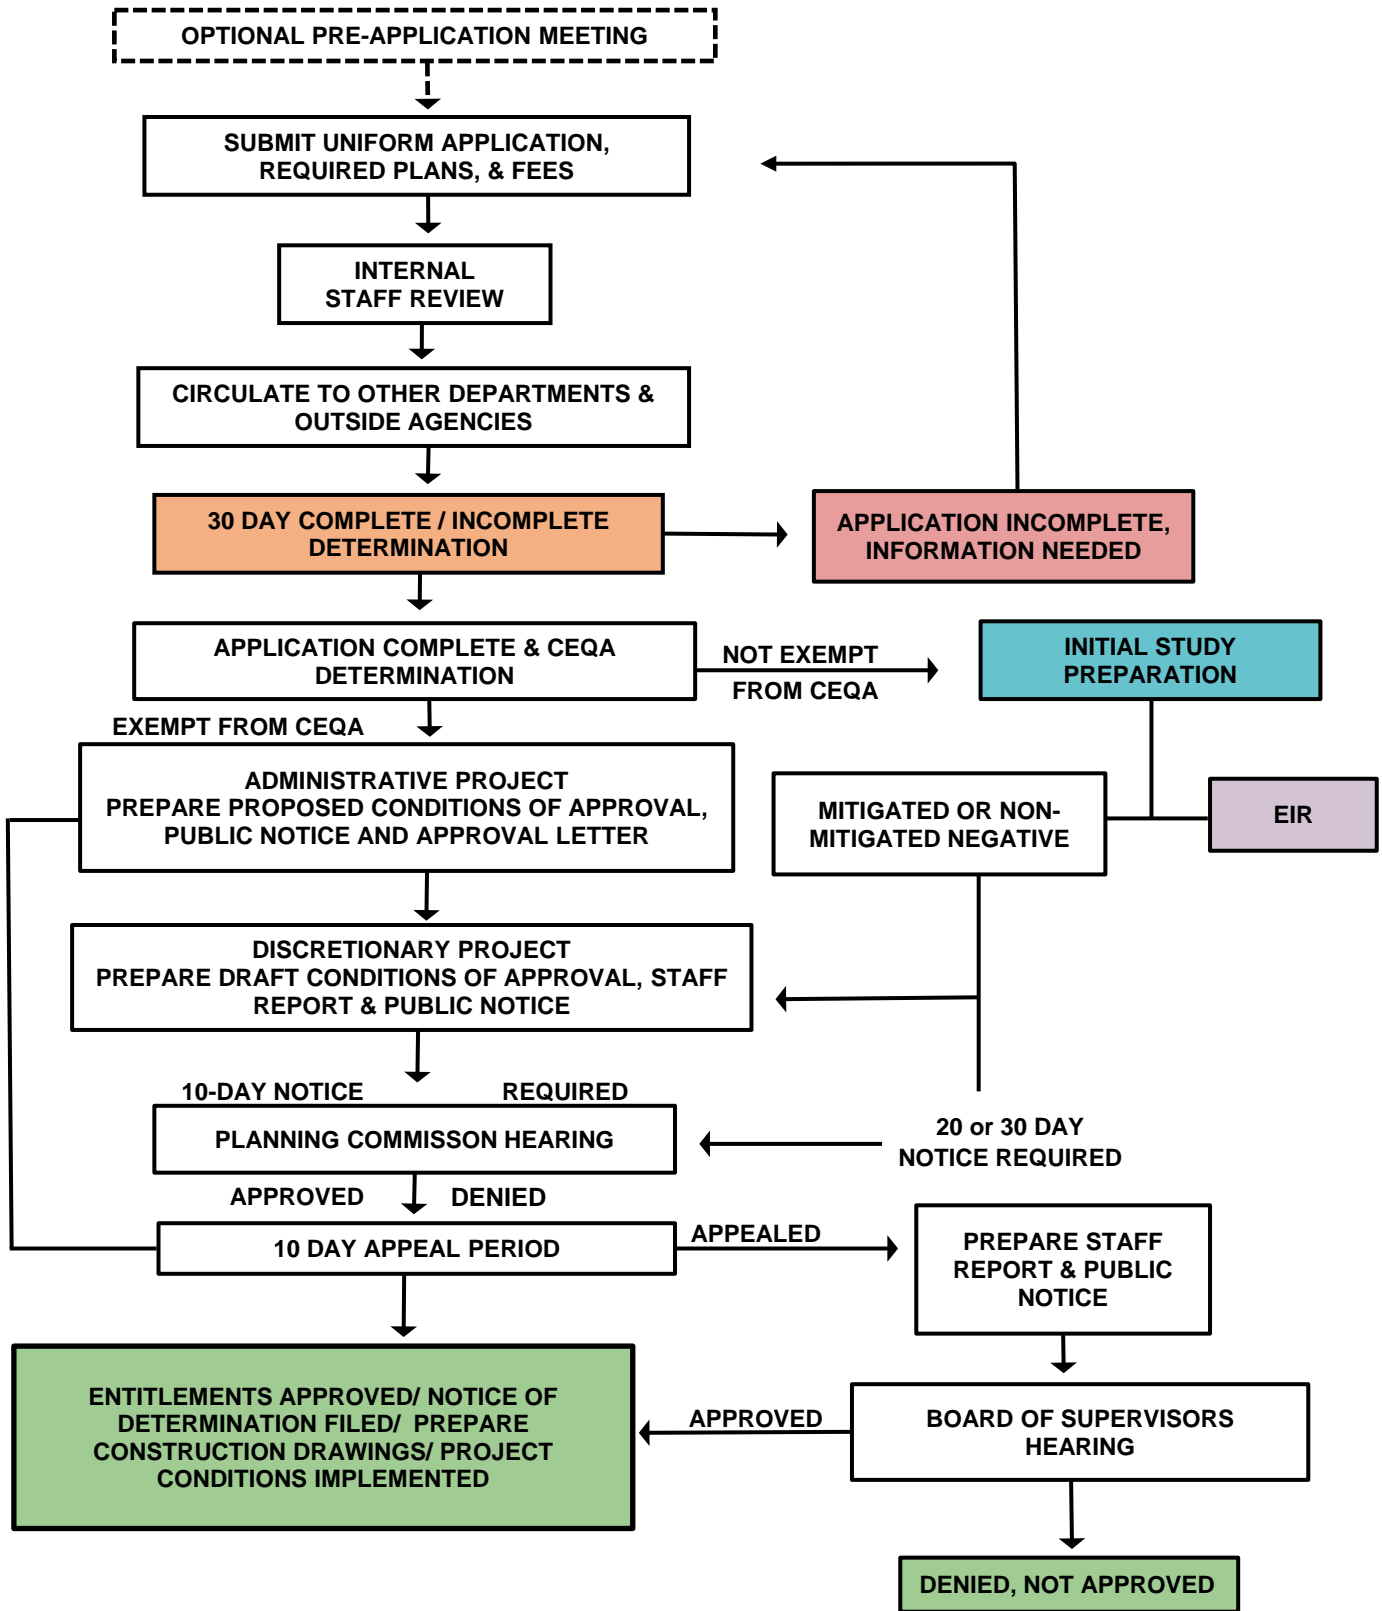 OPTIONAL PRE-APPLICATION MEETING
SUBMIT UNIFORM APPLICATION,
REQUIRED PLANS, & FEES
INTERNAL
STAFF REVIEW
CIRCULATE TO OTHER DEPARTMENTS &
OUTSIDE AGENCIES
30 DAY COMPLETE / INCOMPLETE
DETERMINATION
APPLICATION INCOMPLETE,
INFORMATION NEEDED
APPLICATION COMPLETE & CEQA
DETERMINATION
NOT EXEMPT
FROM CEQA
INITIAL STUDY
PREPARATION
EXEMPT FROM CEQA
ADMINISTRATIVE PROJECT
PREPARE PROPOSED CONDITIONS OF APPROVAL,
PUBLIC NOTICE AND APPROVAL LETTER
MITIGATED OR NON-
MITIGATED NEGATIVE
EIR
DISCRETIONARY PROJECT
PREPARE DRAFT CONDITIONS OF APPROVAL, STAFF
REPORT & PUBLIC NOTICE
10-DAY NOTICE REQUIRED
PLANNING COMMISSON HEARING
20 or 30 DAY
NOTICE REQUIRED
APPROVED DENIED
10 DAY APPEAL PERIOD
APPEALED
PREPARE STAFF
REPORT & PUBLIC
NOTICE
ENTITLEMENTS APPROVED/ NOTICE OF
DETERMINATION FILED/ PREPARE
CONSTRUCTION DRAWINGS/ PROJECT
CONDITIONS IMPLEMENTED
APPROVED
BOARD OF SUPERVISORS
HEARING
DENIED, NOT APPROVED